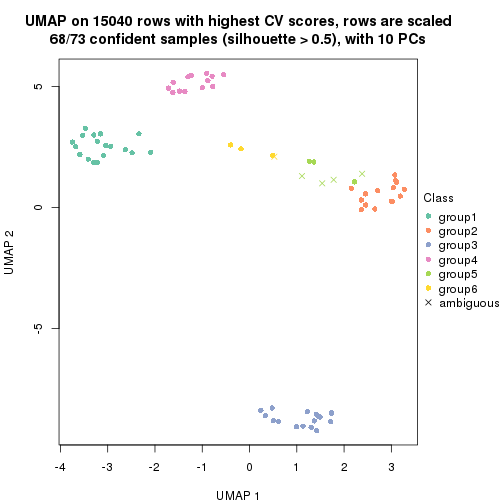 UMAP on 15040 rows with highest CV scores, rows are scaled
68/73 confident samples (silhouette > 0.5), with 10 PCs
5
0
-5
UMAP 2
-4 -3 -2 -1 0 1 2 3
UMAP 1
Class
group1
group2
group3
group4
group5
group6
ambiguous